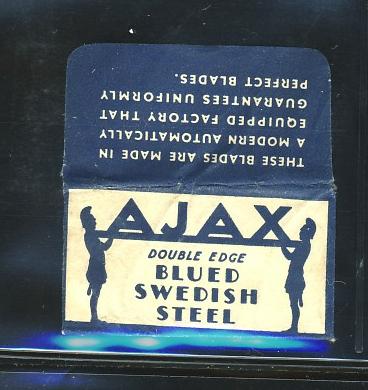 THESE BLADES ARE MADE IN
A MODERN AUTOMATICALLY
EQUIPPED FACTORY THAT
GUARANTEES UNIFORMLY
PERFECT BLADES.
AJAX
DOUBLE EDGE
BLUED
SWEDISH
STEEL